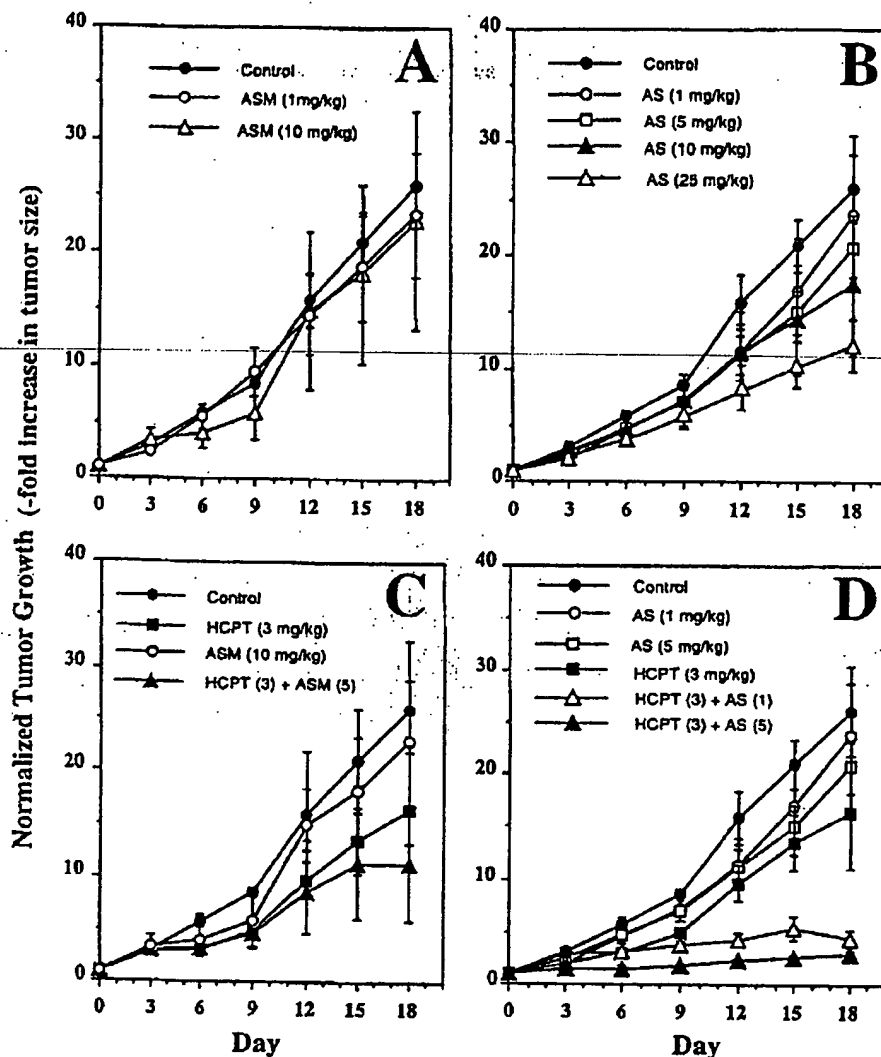 Normalized Tumor Growth (-fold increase in tumor size)
A
Control
ASM (1mg/kg)
ASM (10 mg/kg)
40
30
20
10
0
0 3 6 9 12 15 18
B
Control
AS (1 mg/kg)
AS (5 mg/kg)
AS (10 mg/kg)
AS (25 mg/kg)
40
30
20
10
0
0 3 6 9 12 15 18
C
Control
HCPT (3 mg/kg)
ASM (10 mg/kg)
HCPT (3) + ASM (5)
40
30
20
10
0
0 3 6 9 12 15 18
Day
D
Control
AS (1 mg/kg)
AS (5 mg/kg)
HCPT (3 mg/kg)
HCPT (3) + AS (1)
HCPT (3) + AS (5)
40
30
20
10
0
0 3 6 9 12 15 18
Day